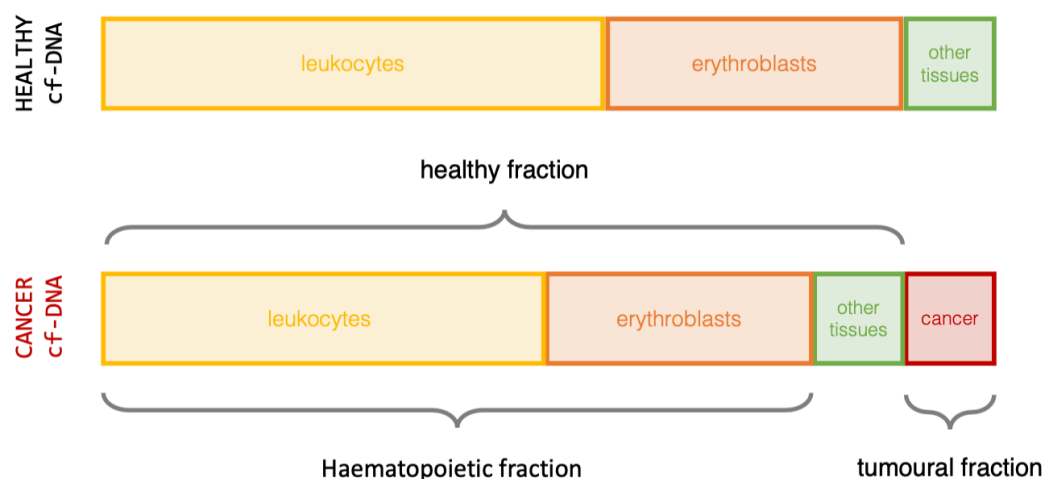 HEALTHY
cf-DNA
leukocytes
erythroblasts
other
tissues
healthy fraction
CANCER
cf-DNA
leukocytes
erythroblasts
other
tissues
cancer
Haematopoietic fraction
tumoural fraction